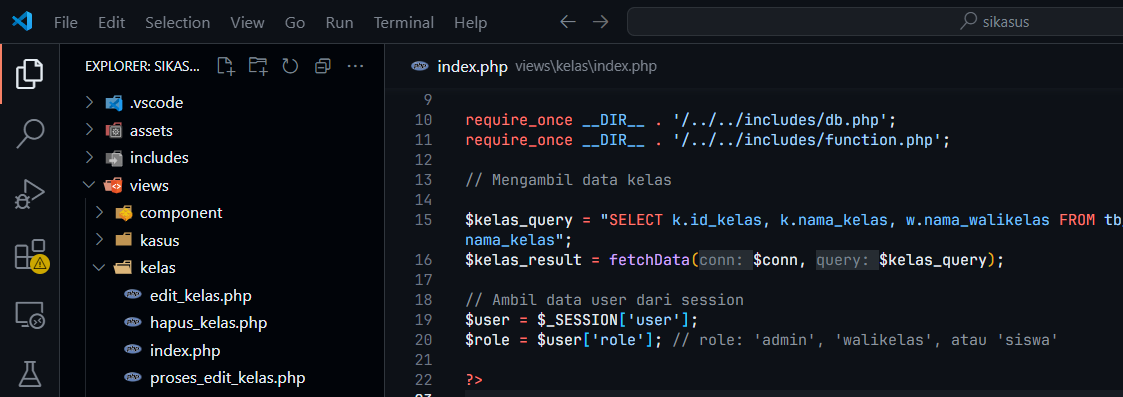 File Edit Selection View Go Run Terminal Help sikasus
EXPLORER: SIKAS...
.vscode
assets
includes
views
component
kasus
kelas
edit_kelas.php
hapus_kelas.php
index.php
proses_edit_kelas.php
index.php views\kelas\index.php
9
10 require_once __DIR__ . '/../../includes/db.php';
11 require_once __DIR__ . '/../../includes/function.php';
12
13 // Mengambil data kelas
14
15 $kelas_query = "SELECT k.id_kelas, k.nama_kelas, w.nama_walikelas FROM tb
nama_kelas";
16 $kelas_result = fetchData(conn: $conn, query: $kelas_query);
17
18 // Ambil data user dari session
19 $user = $_SESSION['user'];
20 $role = $user['role']; // role: 'admin', 'walikelas', atau 'siswa'
21
22 ?>
23